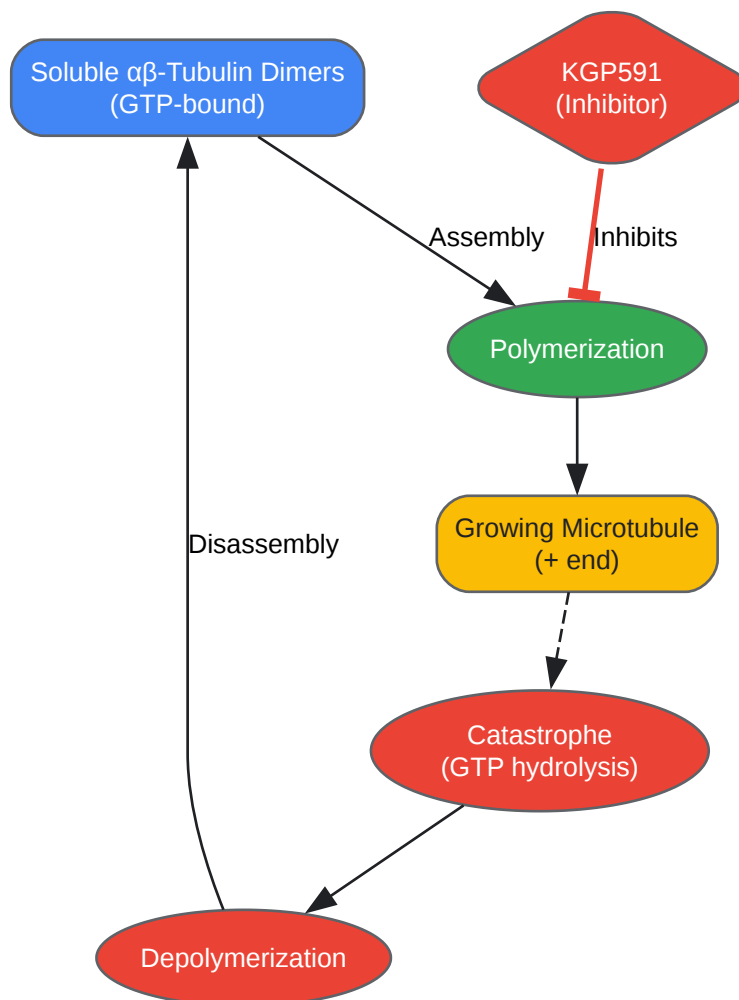 Soluble αβ-Tubulin Dimers
(GTP-bound)
KGP591
(Inhibitor)
Assembly
Inhibits
Polymerization
Growing Microtubule
(+ end)
Disassembly
Catastrophe
(GTP hydrolysis)
Depolymerization